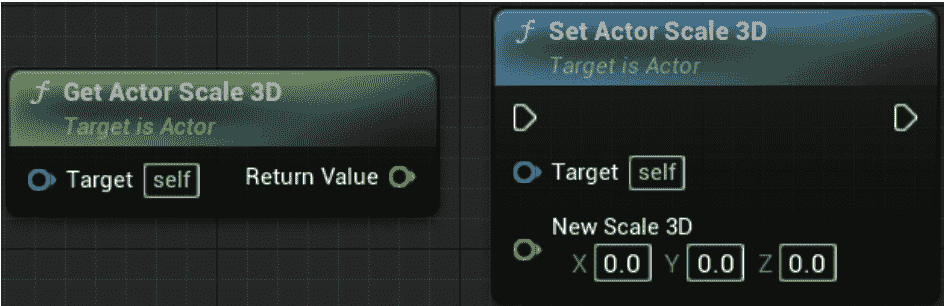 f Get Actor Scale 3D
Target is Actor
Target self Return Value
f Set Actor Scale 3D
Target is Actor
Target self
New Scale 3D
X 0.0 Y 0.0 Z 0.0